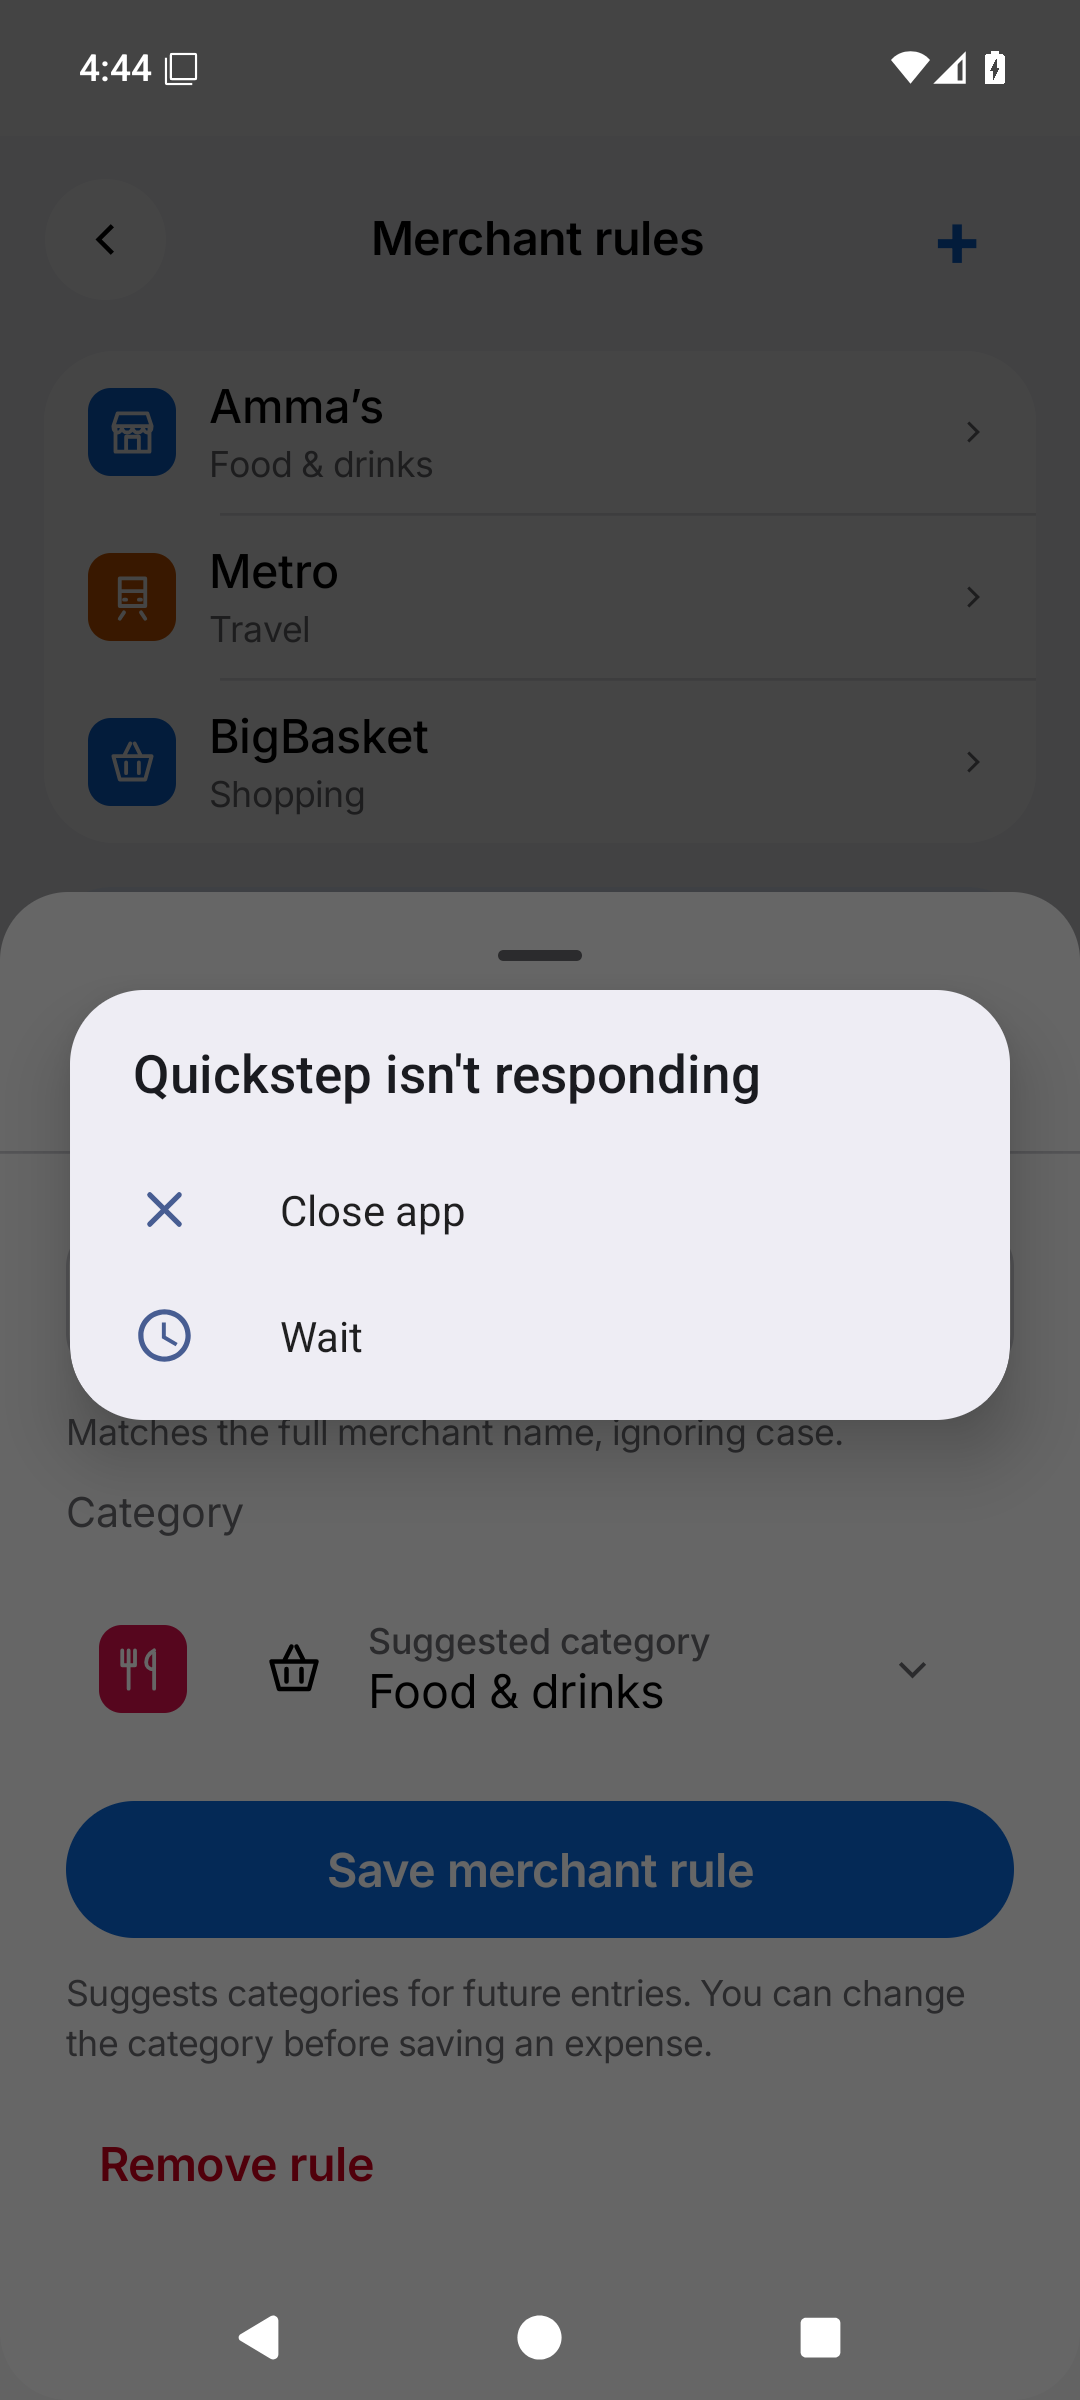 4:44
Merchant rules
Amma’s
Food & drinks
Metro
Travel
BigBasket
Shopping
Quickstep isn't responding
Close app
Wait
Matches the full merchant name, ignoring case.
Category
Suggested category
Food & drinks
Save merchant rule
Suggests categories for future entries. You can change
the category before saving an expense.
Remove rule